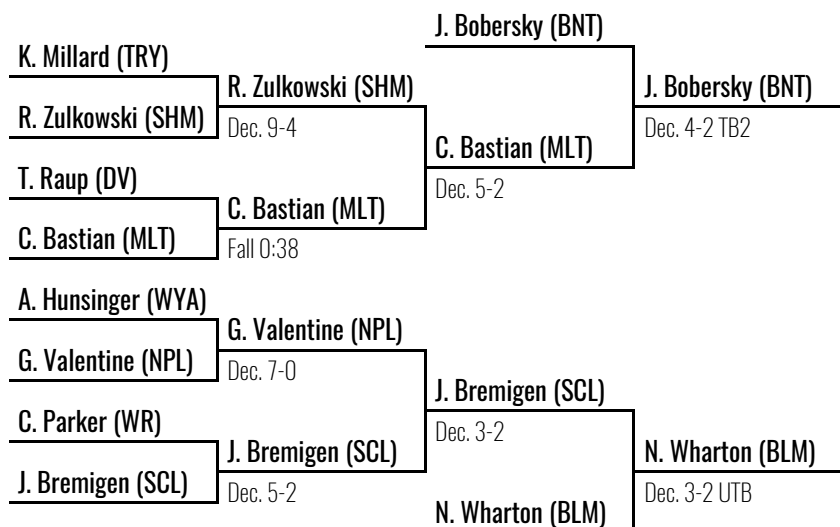 J. Bobersky (BNT)
K. Millard (TRY)
R. Zulkowski (SHM)
J. Bobersky (BNT)
R. Zulkowski (SHM)
Dec. 9-4
Dec. 4-2 TB2
C. Bastian (MLT)
T. Raup (DV)
Dec. 5-2
C. Bastian (MLT)
C. Bastian (MLT)
Fall 0:38
A. Hunsinger (WYA)
G. Valentine (NPL)
G. Valentine (NPL)
Dec. 7-0
J. Bremigen (SCL)
C. Parker (WR)
Dec. 3-2
J. Bremigen (SCL)
N. Wharton (BLM)
J. Bremigen (SCL)
Dec. 5-2
Dec. 3-2 UTB
N. Wharton (BLM)